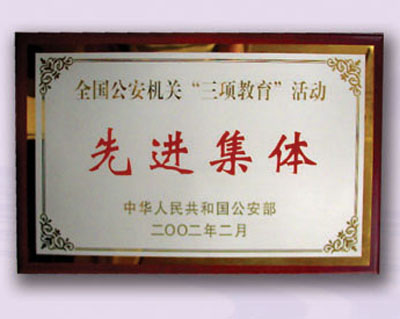 全国公安机关“三项教育”活动
先进集体
中华人民共和国公安部
二〇〇二年二月